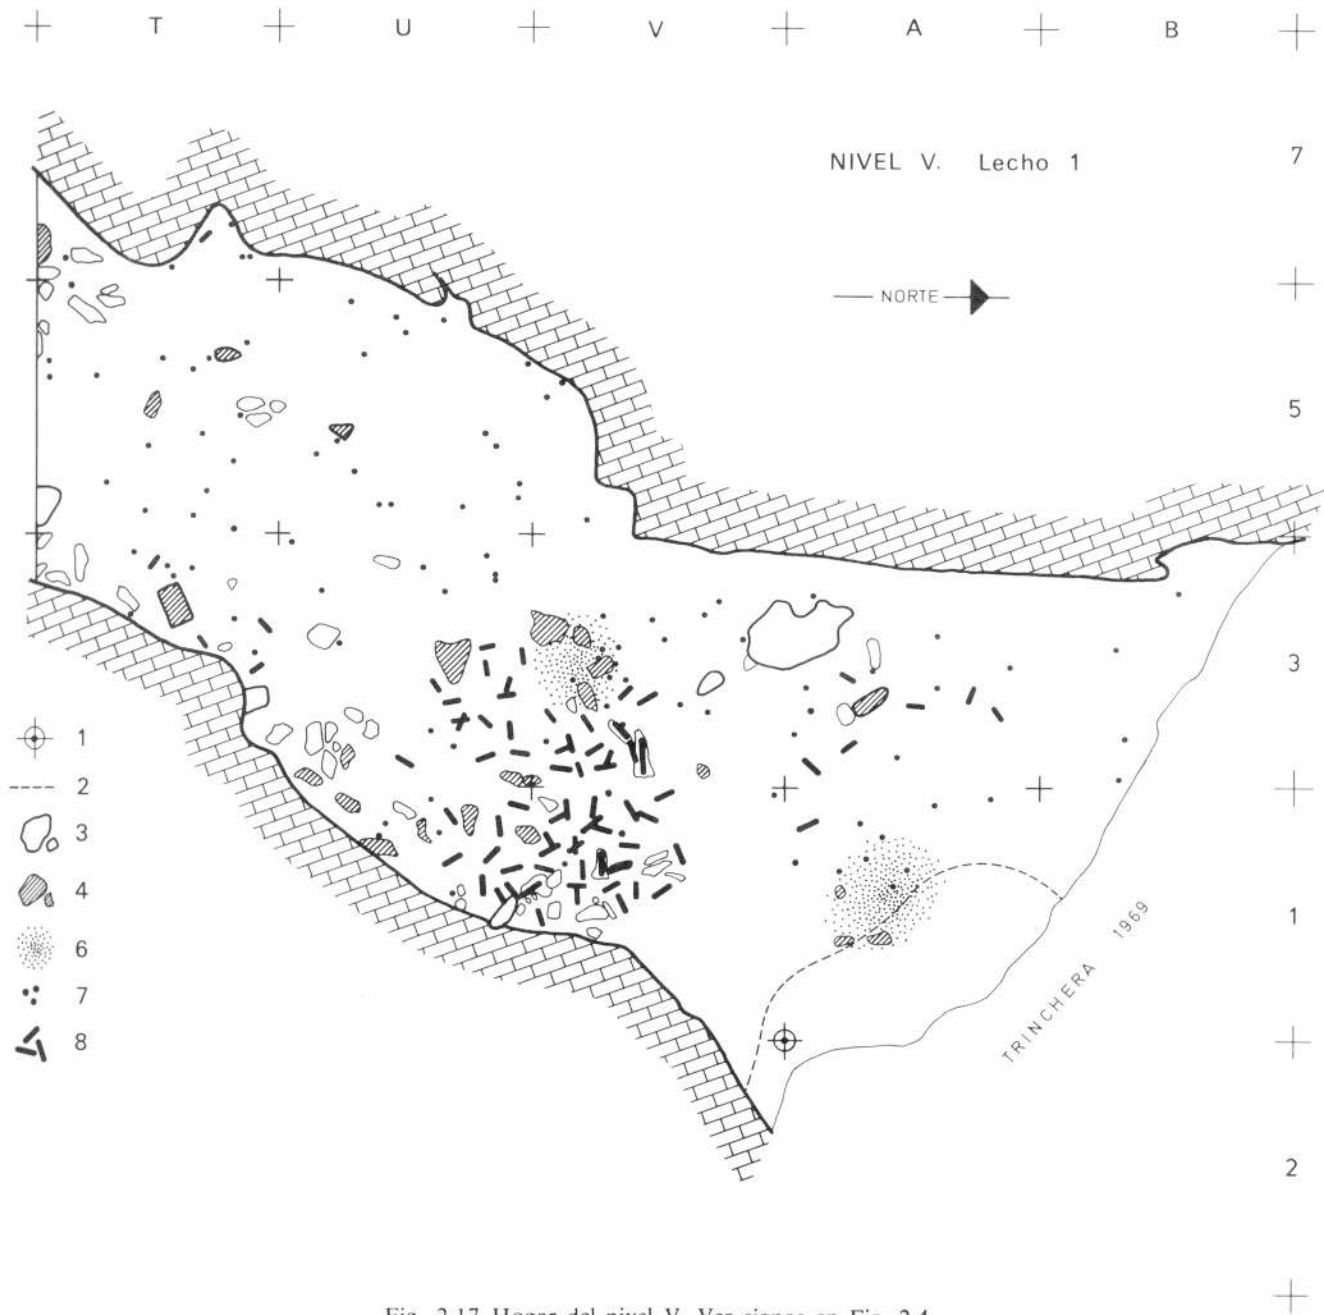 T U V A B
NIVEL V. Lecho 1
7
NORTE
5
3
1
2
3
4
6
7
8
1
TRINCHERA 1969
2
Fig. 2.17 Hogar del nivel V. Ver signos en Fig. 2.4